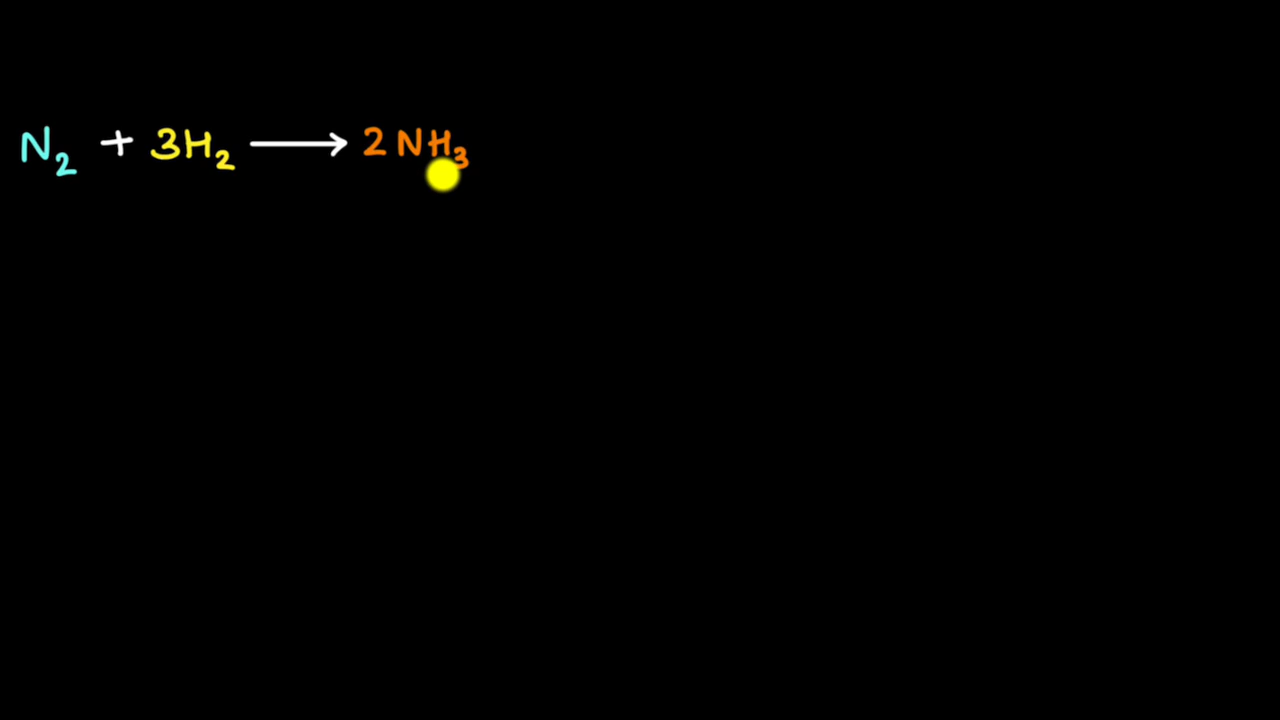 N₂ + 3H₂ ⟶ 2NH₃